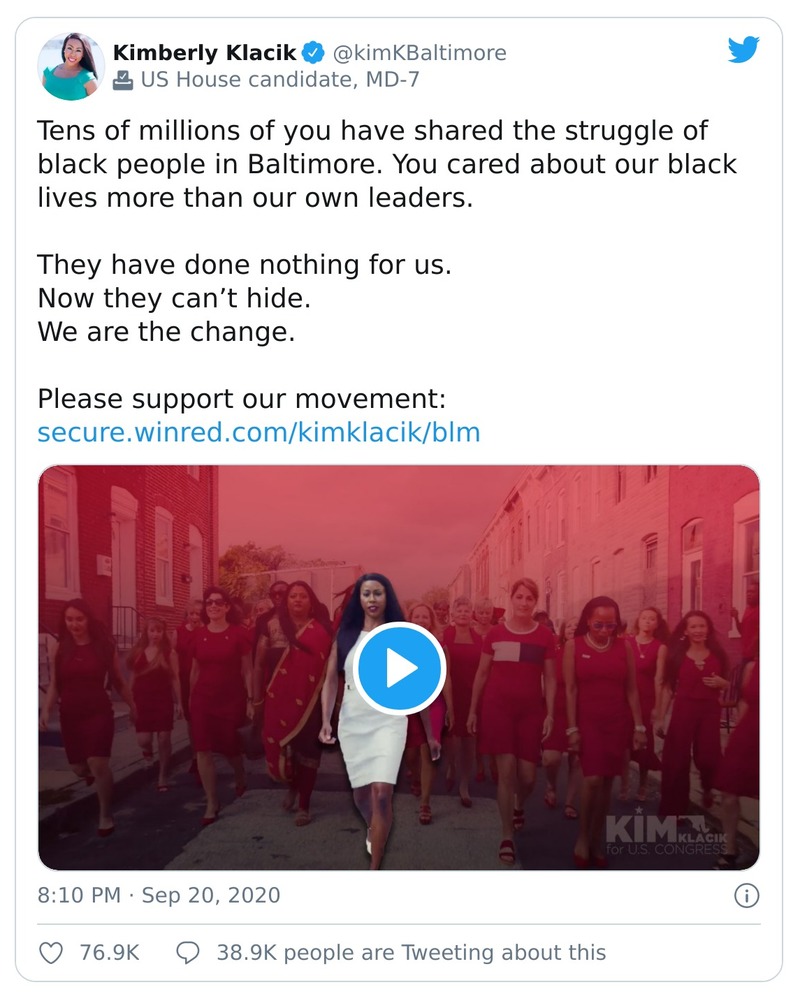 Kimberly Klacik @kimKBaltimore
US House candidate, MD-7
Tens of millions of you have shared the struggle of
black people in Baltimore. You cared about our black
lives more than our own leaders.
They have done nothing for us.
Now they can’t hide.
We are the change.
Please support our movement:
secure.winred.com/kimklacik/blm
KIM KLACIK
for U.S. CONGRESS
8:10 PM · Sep 20, 2020
76.9K 38.9K people are Tweeting about this